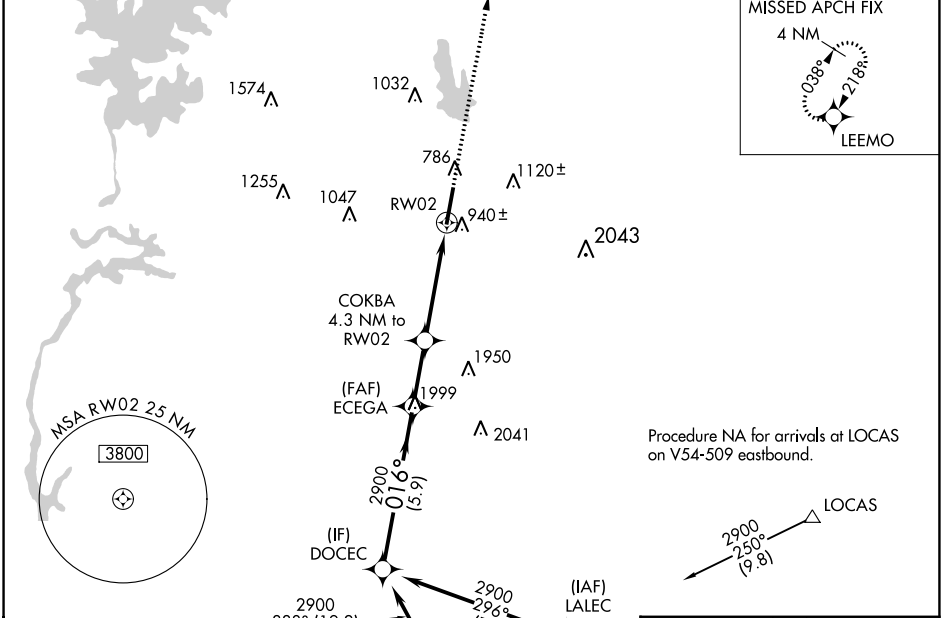 MISSED APCH FIX
4 NM
038°
218°
LEEMO
1574
1032
786
1120±
1255
1047
RW02
940±
2043
COKBA
4.3 NM to
RW02
1950
(FAF)
ECEGA
1999
2041
MSA RW02 25 NM
3800
Procedure NA for arrivals at LOCAS
on V54-509 eastbound.
2900
016°
(5.9)
LOCAS
2900
250°
(9.8)
(IF)
DOCEC
2900
296°
(IAF)
LALEC
2900